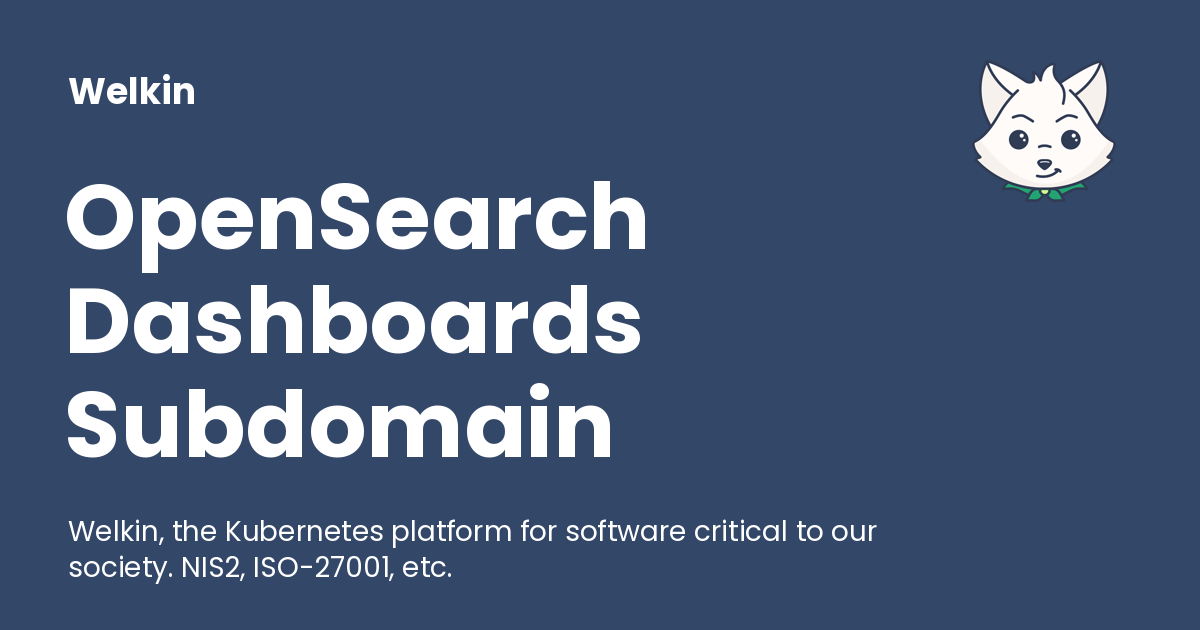 Welkin
OpenSearch
Dashboards
Subdomain
Welkin, the Kubernetes platform for software critical to our
society. NIS2, ISO-27001, etc.